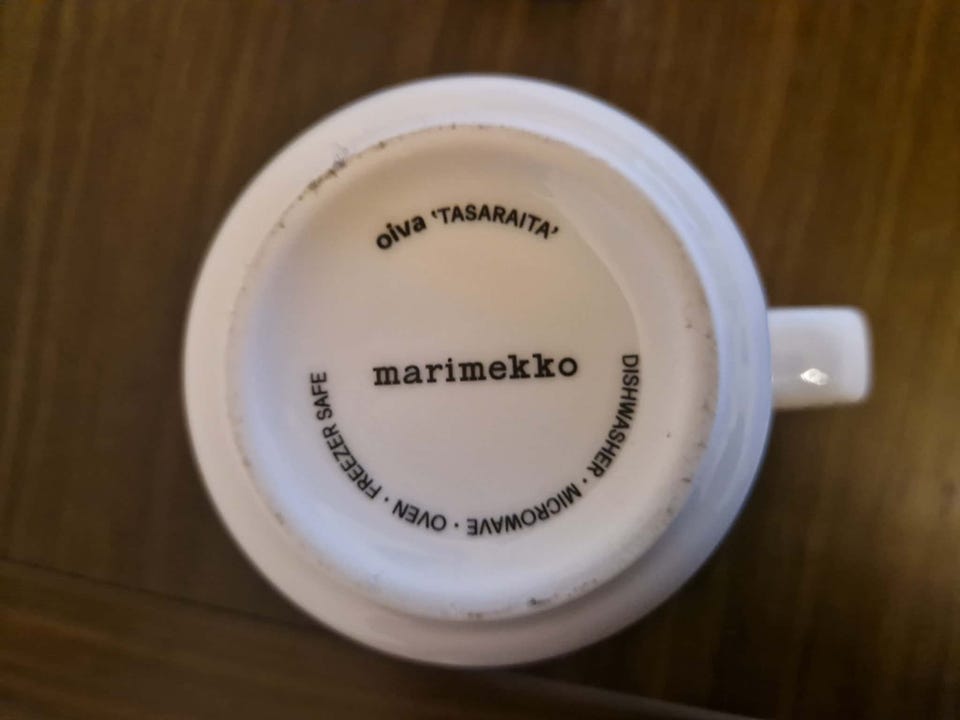 oiva ‛TASARAITA’
marimekko
DISHWASHER · MICROWAVE · OVEN · FREEZER SAFE